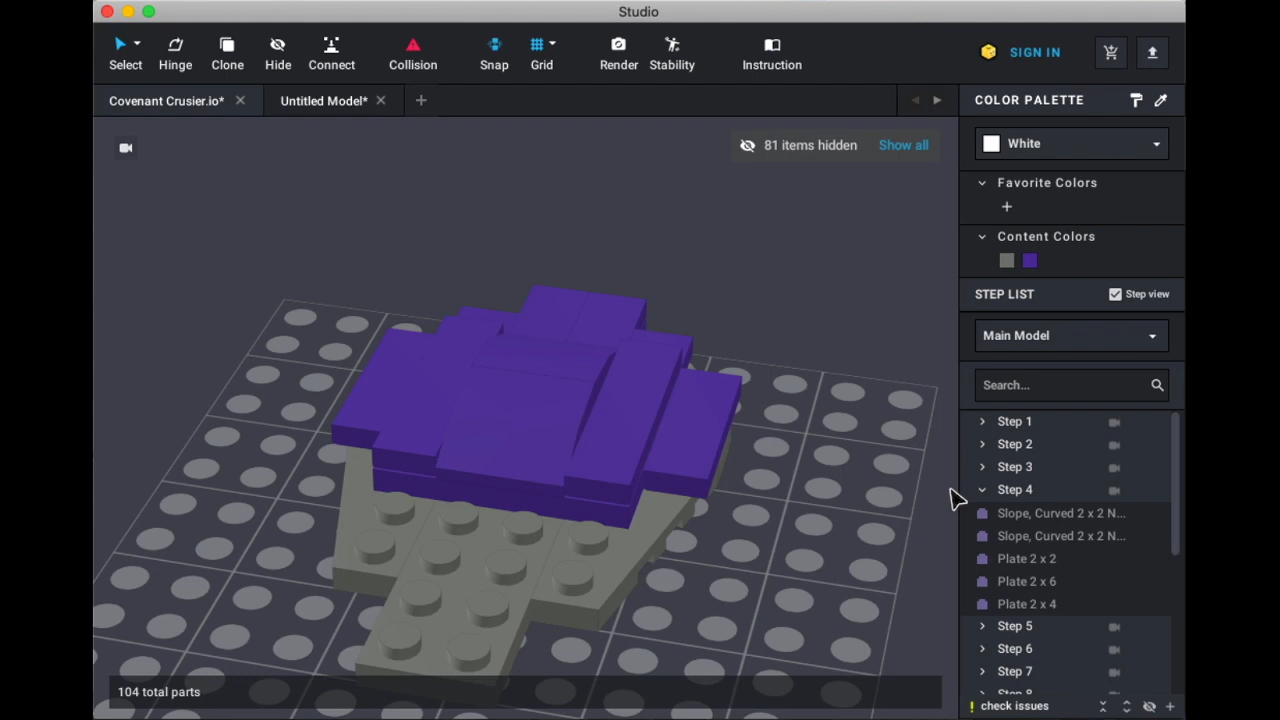 Studio
Select
Hinge
Clone
Hide
Connect
Collision
Snap
Grid
Render
Stability
Instruction
SIGN IN
Covenant Crusier.io*
Untitled Model*
COLOR PALETTE
81 items hidden
Show all
White
Favorite Colors
Content Colors
STEP LIST
Step view
Main Model
Search...
Step 1
Step 2
Step 3
Step 4
Slope, Curved 2 x 2 N...
Slope, Curved 2 x 2 N...
Plate 2 x 2
Plate 2 x 6
Plate 2 x 4
Step 5
Step 6
Step 7
Step 8
104 total parts
check issues